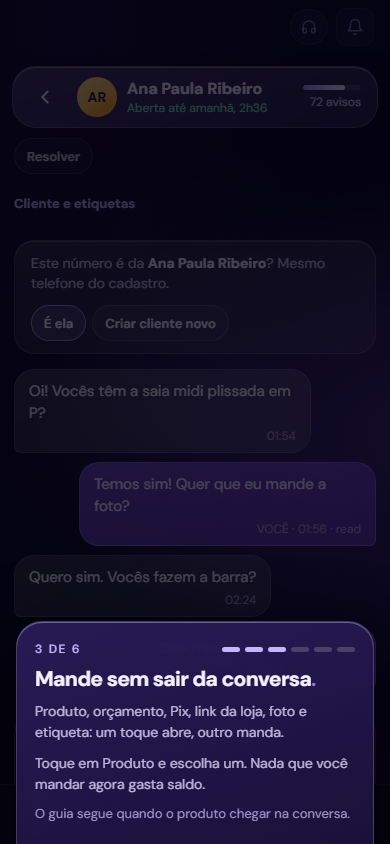 AR
Ana Paula Ribeiro
Aberta até amanhã, 2h36
72 avisos
Resolver
Cliente e etiquetas
Este número é da Ana Paula Ribeiro? Mesmo
telefone do cadastro.
É ela
Criar cliente novo
Oi! Vocês têm a saia midi plissada em
P?
01:54
Temos sim! Quer que eu mande a
foto?
VOCÊ · 01:56 · read
Quero sim. Vocês fazem a barra?
02:24
3 DE 6
Mande sem sair da conversa.
Produto, orçamento, Pix, link da loja, foto e
etiqueta: um toque abre, outro manda.
Toque em Produto e escolha um. Nada que você
mandar agora gasta saldo.
O guia segue quando o produto chegar na conversa.